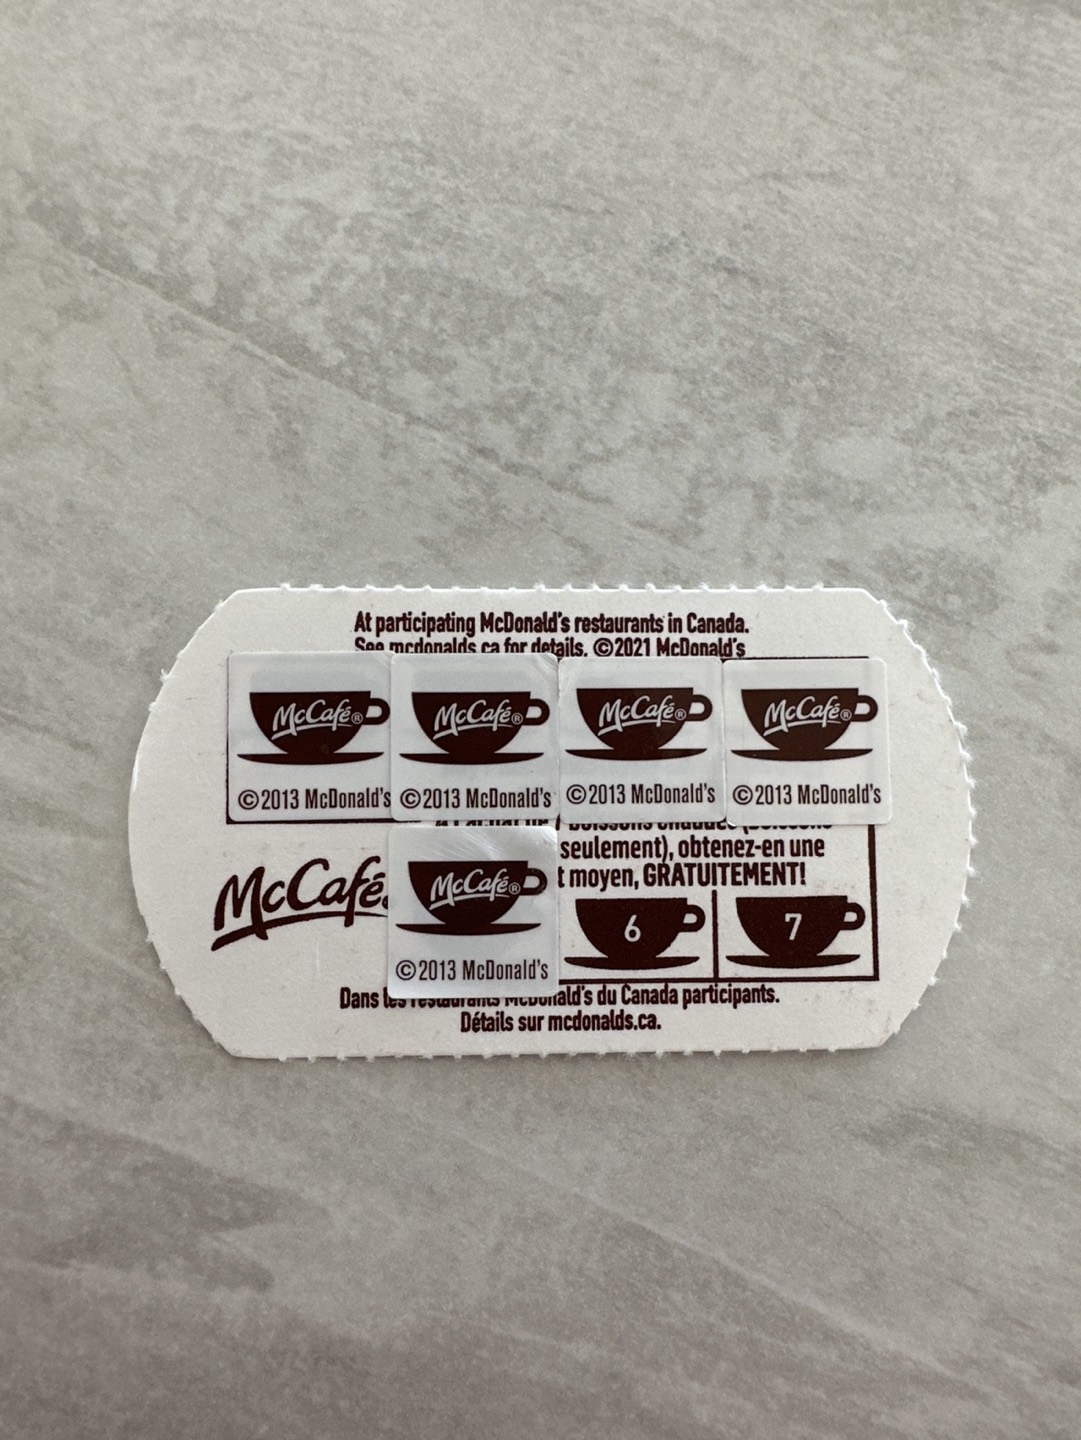 At participating McDonald's restaurants in Canada.
See mcdonalds.ca for details. ©2021 McDonald's
McCafé® McCafé® McCafé® McCafé®
©2013 McDonald's ©2013 McDonald's ©2013 McDonald's ©2013 McDonald's
boissons chaudes
seulement), obtenez-en une
moyen, GRATUITEMENT!
McCafé McCafé® 6 7
©2013 McDonald's
Dans les restaurants McDonald's du Canada participants.
Détails sur mcdonalds.ca.